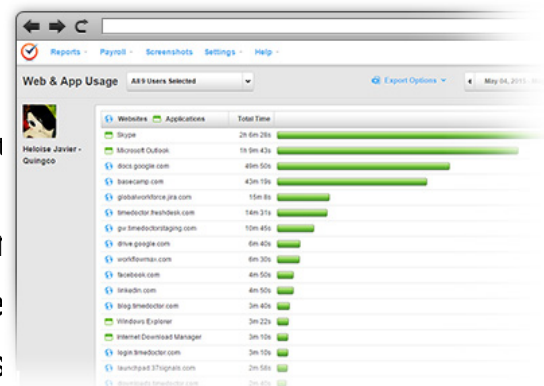 Reports Payroll Screenshots Settings Help
Web & App Usage All 9 Users Selected Export Options May 04, 2015
Heloise Javier -
Quingco
Websites Applications Total Time
Skype 2h 6m 28s
Microsoft Outlook 1h 9m 43s
docs.google.com 49m 50s
basecamp.com 43m 19s
globalworkforce.jira.com 15m 8s
timedoctor.freshdesk.com 14m 31s
gv.timedoctorstaging.com 10m 45s
drive.google.com 6m 40s
workflowmax.com 6m 30s
facebook.com 4m 50s
linkedin.com 4m 50s
blog.timedoctor.com 3m 40s
Windows Explorer 3m 22s
Internet Download Manager 3m 10s
login.timedoctor.com 3m 10s
launchpad.37signals.com 2m 58s